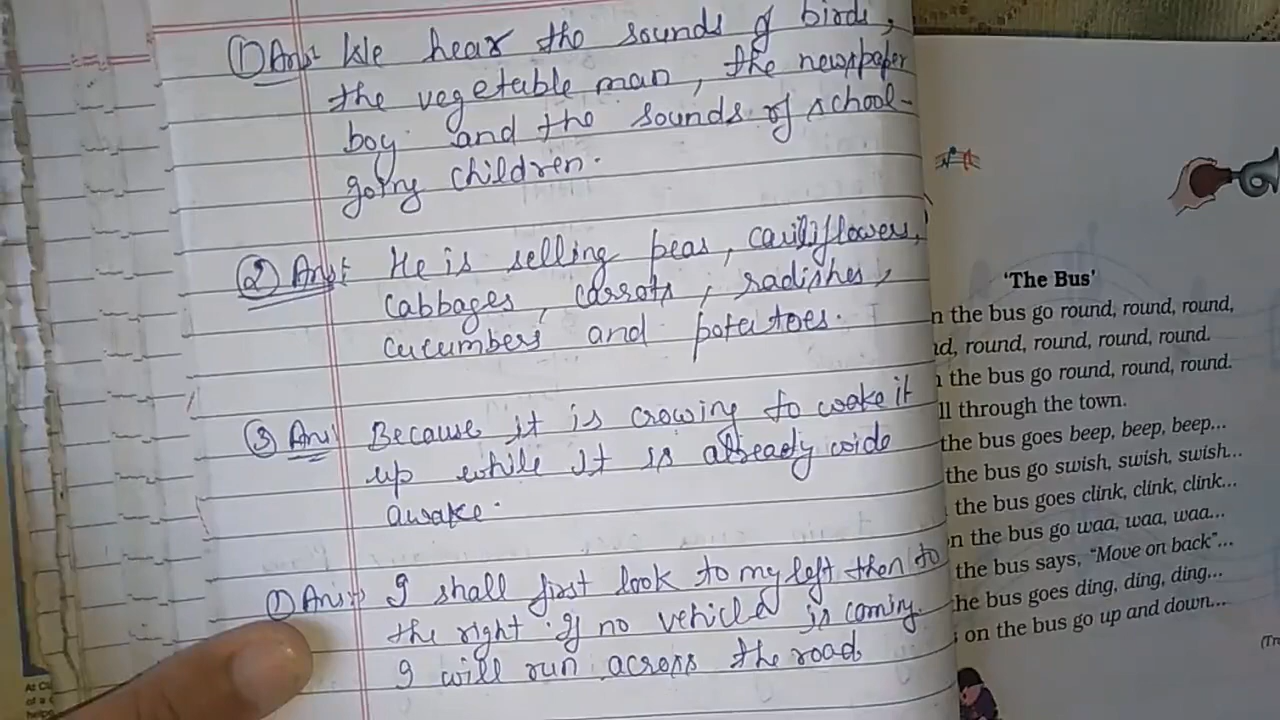 ① Ans: We hear the sounds of birds,
the vegetable man, the newspaper
boy and the sounds of school-
going children.
② Ans: He is selling peas, cauliflowers,
cabbages, carrots, radishes,
cucumbers and potatoes.
③ Ans: Because it is crowing to wake it
up while it is already wide
awake.
① Ans: I shall first look to my left then to
the right. If no vehicle is coming.
I will run across the road
'The Bus'
n the bus go round, round, round,
nd, round, round, round, round.
n the bus go round, round, round.
ll through the town.
the bus goes beep, beep, beep...
the bus go swish, swish, swish...
the bus goes clink, clink, clink...
n the bus go waa, waa, waa...
the bus says, "Move on back"...
he bus goes ding, ding, ding...
s on the bus go up and down...